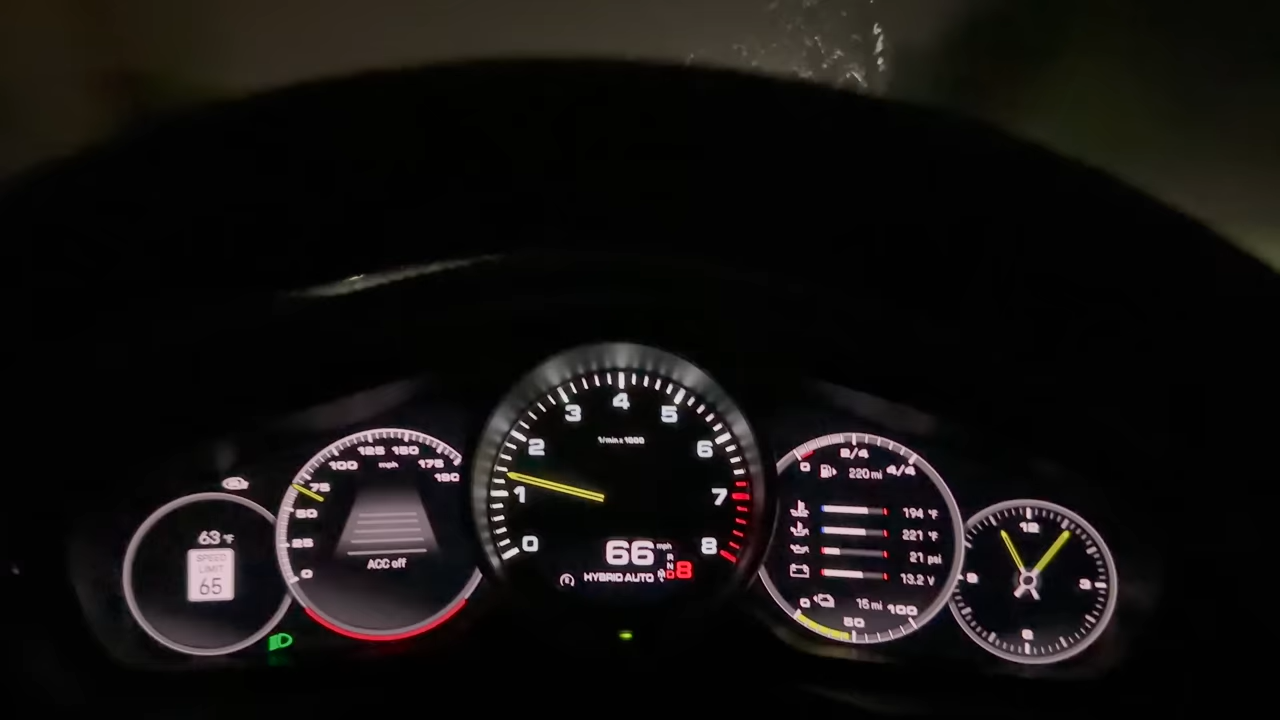 63 °F
SPEED
LIMIT
65
0
25
50
75
100
125
150
175
190
mph
ACC off
0
1
2
3
4
5
6
7
8
1/min x 1000
66 mph
HYBRID AUTO
R
N
D
8
0
2/4
4/4
220 mi
194 °F
221 °F
21 psi
13.2 V
15 mi
0
50
100
12
3
6
9